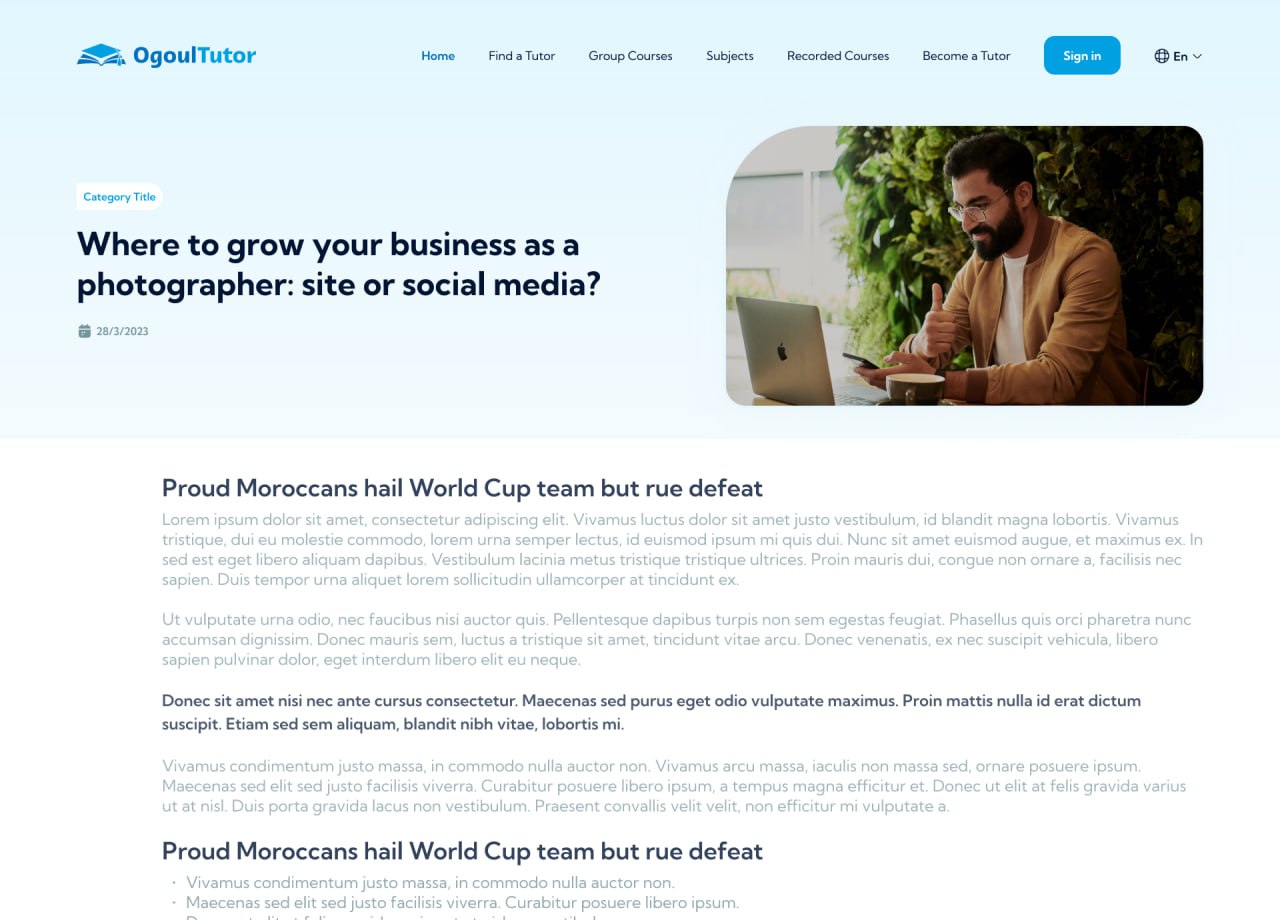 OgoulTutor
Home Find a Tutor Group Courses Subjects Recorded Courses Become a Tutor Sign in En
Category Title
Where to grow your business as a
photographer: site or social media?
28/3/2023
Proud Moroccans hail World Cup team but rue defeat
Lorem ipsum dolor sit amet, consectetur adipiscing elit. Vivamus luctus dolor sit amet justo vestibulum, id blandit magna lobortis. Vivamus
tristique, dui eu molestie commodo, lorem urna semper lectus, id euismod ipsum mi quis dui. Nunc sit amet euismod augue, et maximus ex. In
sed est eget libero aliquam dapibus. Vestibulum lacinia metus tristique tristique ultrices. Proin mauris dui, congue non ornare a, facilisis nec
sapien. Duis tempor urna aliquet lorem sollicitudin ullamcorper at tincidunt ex.
Ut vulputate urna odio, nec faucibus nisi auctor quis. Pellentesque dapibus turpis non sem egestas feugiat. Phasellus quis orci pharetra nunc
accumsan dignissim. Donec mauris sem, luctus a tristique sit amet, tincidunt vitae arcu. Donec venenatis, ex nec suscipit vehicula, libero
sapien pulvinar dolor, eget interdum libero elit eu neque.
Donec sit amet nisi nec ante cursus consectetur. Maecenas sed purus eget odio vulputate maximus. Proin mattis nulla id erat dictum
suscipit. Etiam sed sem aliquam, blandit nibh vitae, lobortis mi.
Vivamus condimentum justo massa, in commodo nulla auctor non. Vivamus arcu massa, iaculis non massa sed, ornare posuere ipsum.
Maecenas sed elit sed justo facilisis viverra. Curabitur posuere libero ipsum, a tempus magna efficitur et. Donec ut elit at felis gravida varius
ut at nisl. Duis porta gravida lacus non vestibulum. Praesent convallis velit velit, non efficitur mi vulputate a.
Proud Moroccans hail World Cup team but rue defeat
· Vivamus condimentum justo massa, in commodo nulla auctor non.
· Maecenas sed elit sed justo facilisis viverra. Curabitur posuere libero ipsum.